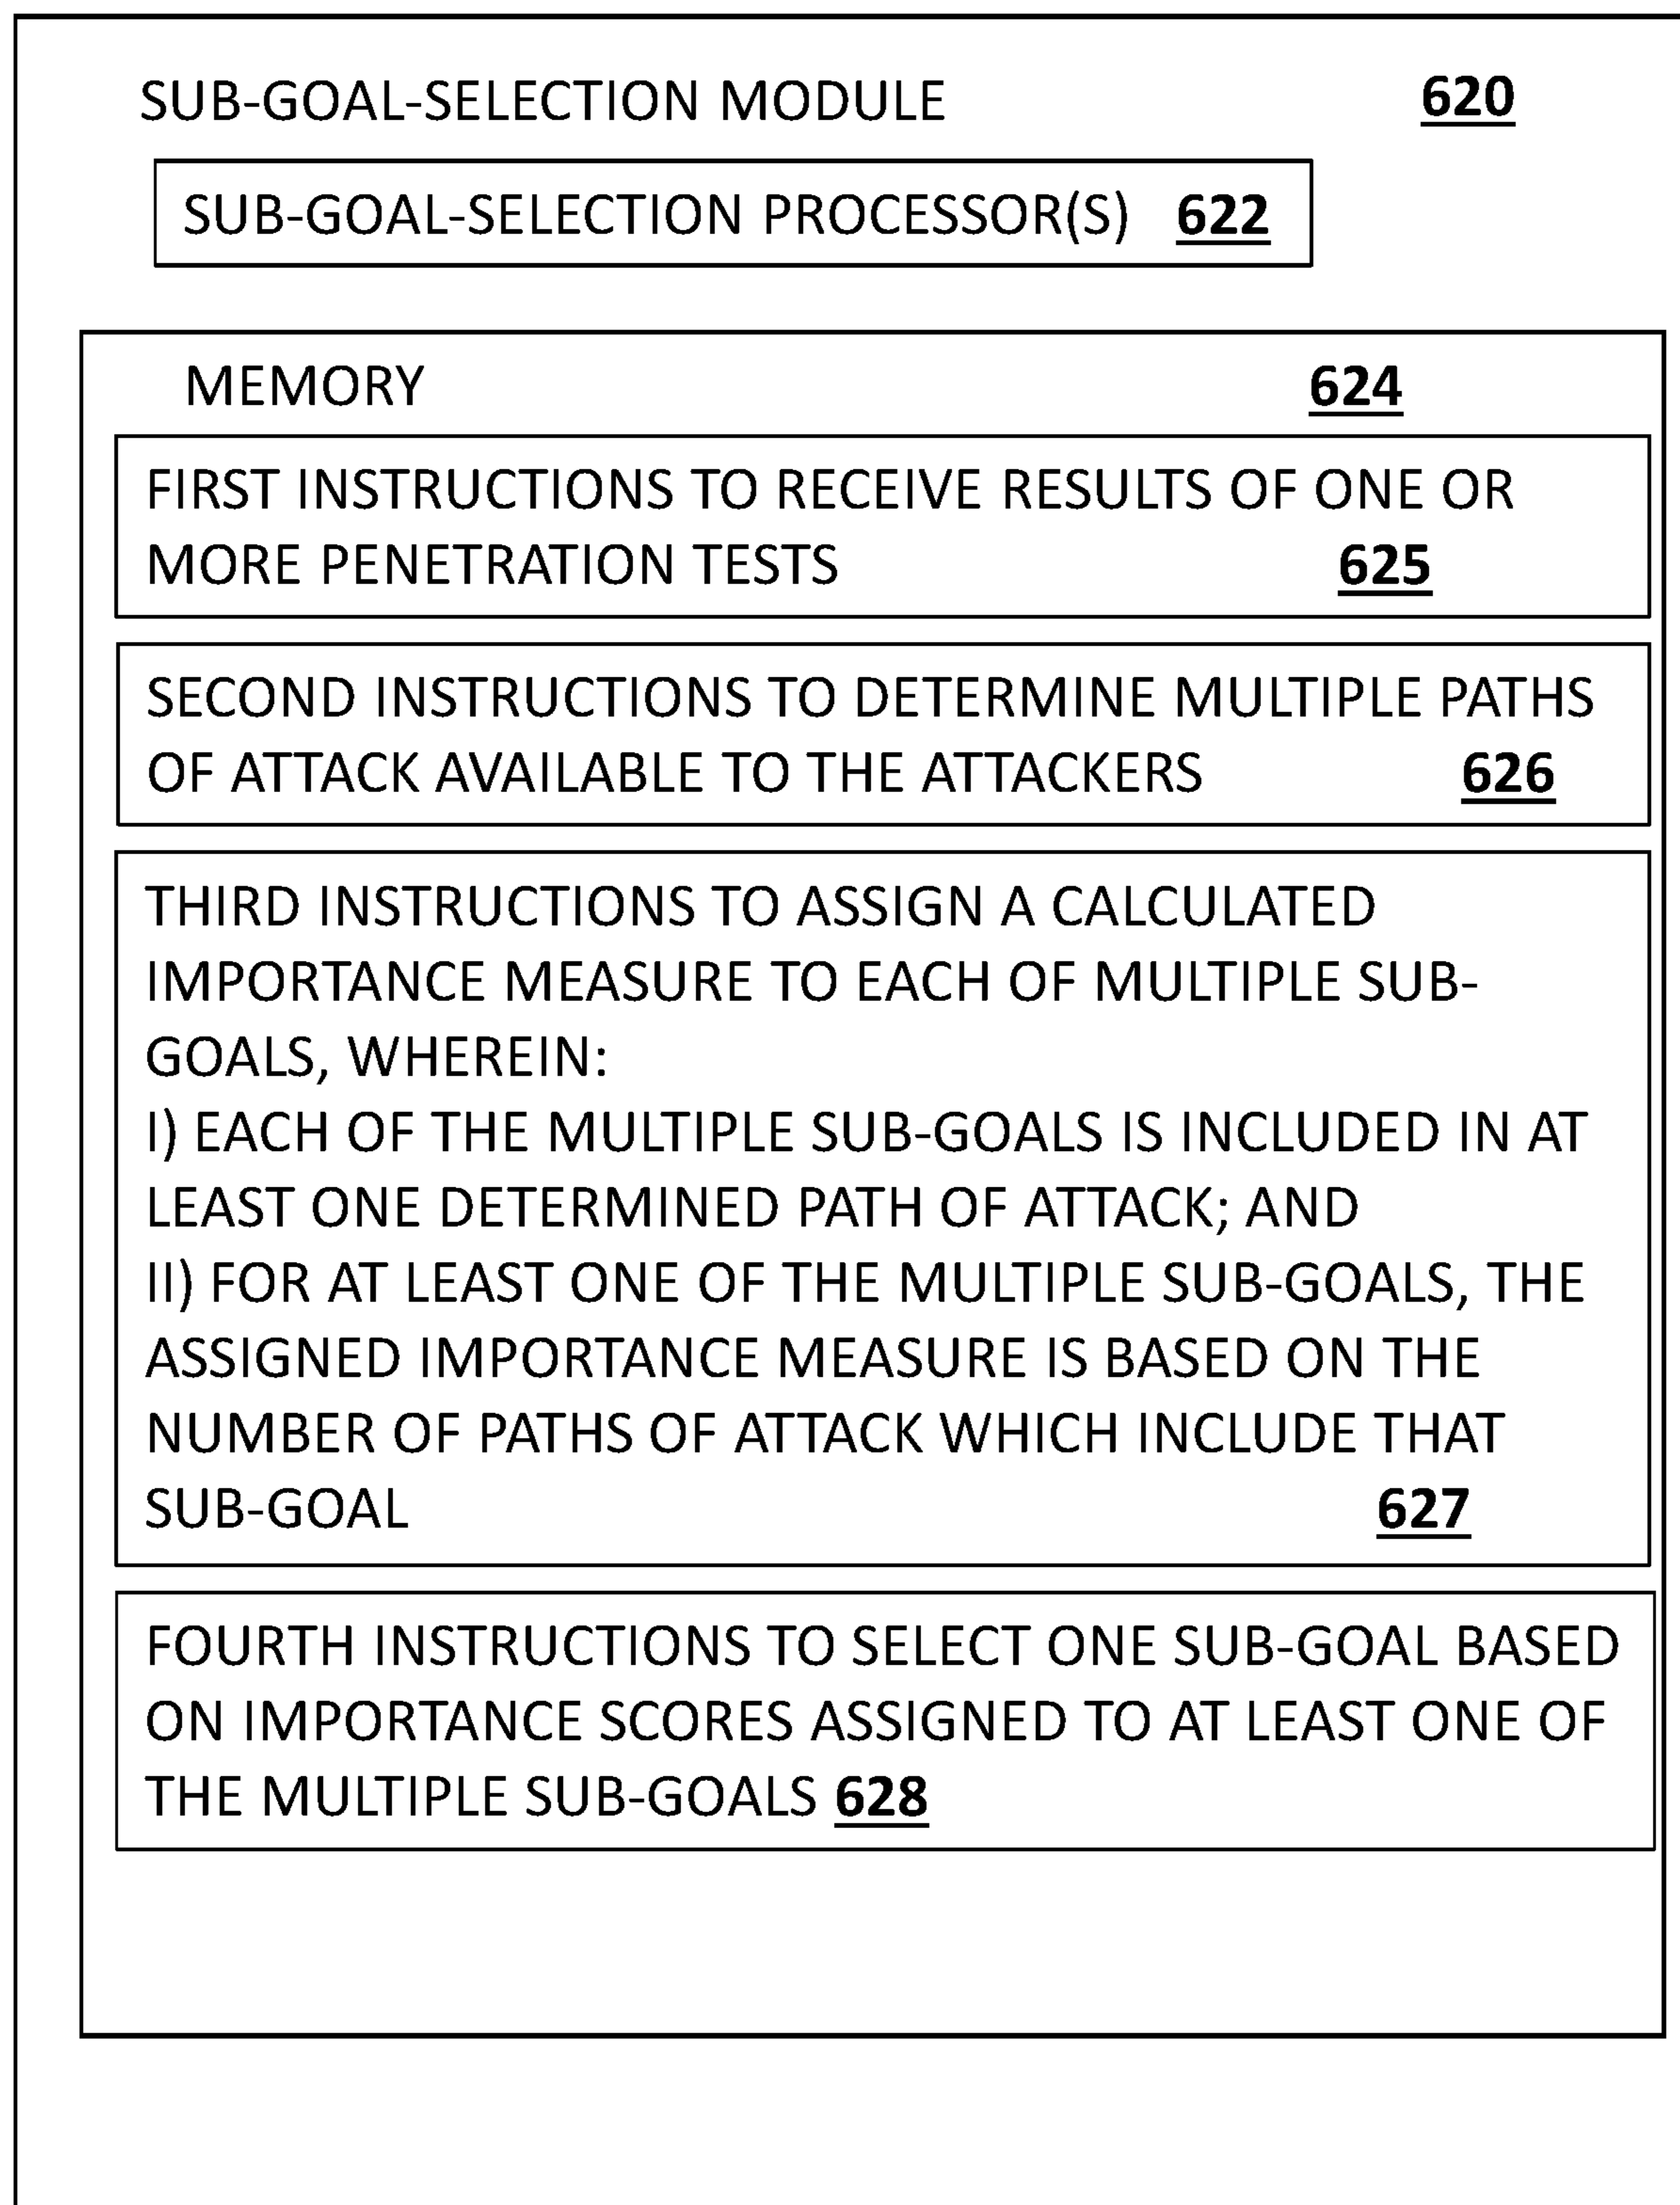 SUB-GOAL-SELECTION MODULE 620
SUB-GOAL-SELECTION PROCESSOR(S) 622
MEMORY 624
FIRST INSTRUCTIONS TO RECEIVE RESULTS OF ONE OR
MORE PENETRATION TESTS 625
SECOND INSTRUCTIONS TO DETERMINE MULTIPLE PATHS
OF ATTACK AVAILABLE TO THE ATTACKERS 626
THIRD INSTRUCTIONS TO ASSIGN A CALCULATED
IMPORTANCE MEASURE TO EACH OF MULTIPLE SUB-
GOALS, WHEREIN:
I) EACH OF THE MULTIPLE SUB-GOALS IS INCLUDED IN AT
LEAST ONE DETERMINED PATH OF ATTACK; AND
II) FOR AT LEAST ONE OF THE MULTIPLE SUB-GOALS, THE
ASSIGNED IMPORTANCE MEASURE IS BASED ON THE
NUMBER OF PATHS OF ATTACK WHICH INCLUDE THAT
SUB-GOAL 627
FOURTH INSTRUCTIONS TO SELECT ONE SUB-GOAL BASED
ON IMPORTANCE SCORES ASSIGNED TO AT LEAST ONE OF
THE MULTIPLE SUB-GOALS 628